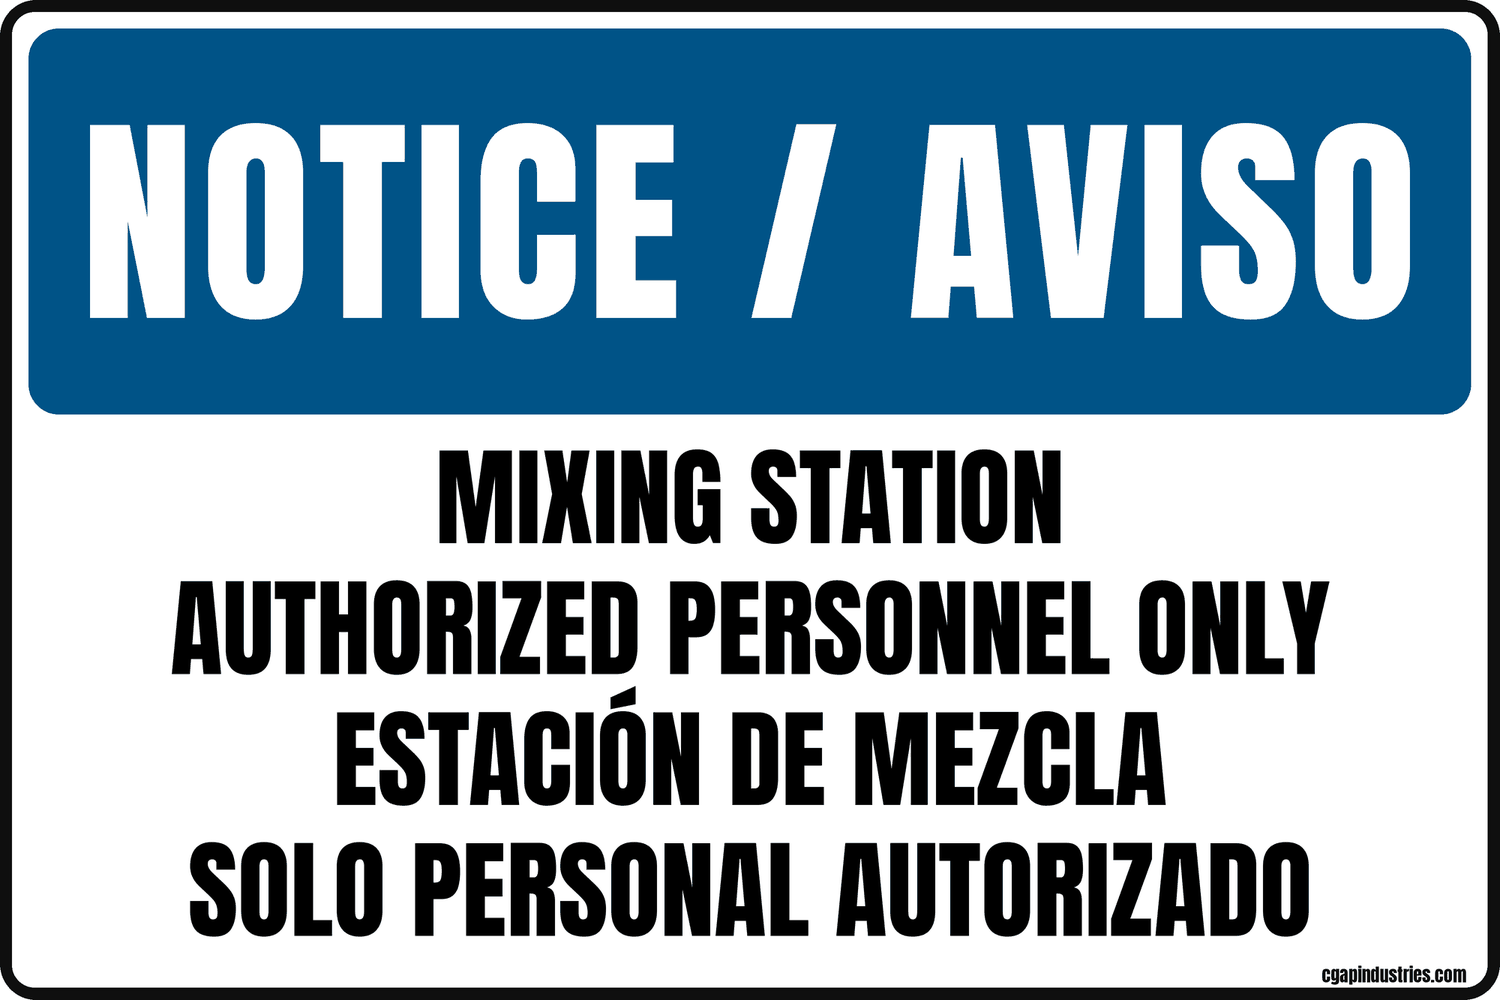 NOTICE / AVISO
MIXING STATION
AUTHORIZED PERSONNEL ONLY
ESTACIÓN DE MEZCLA
SOLO PERSONAL AUTORIZADO
cgapindustries.com